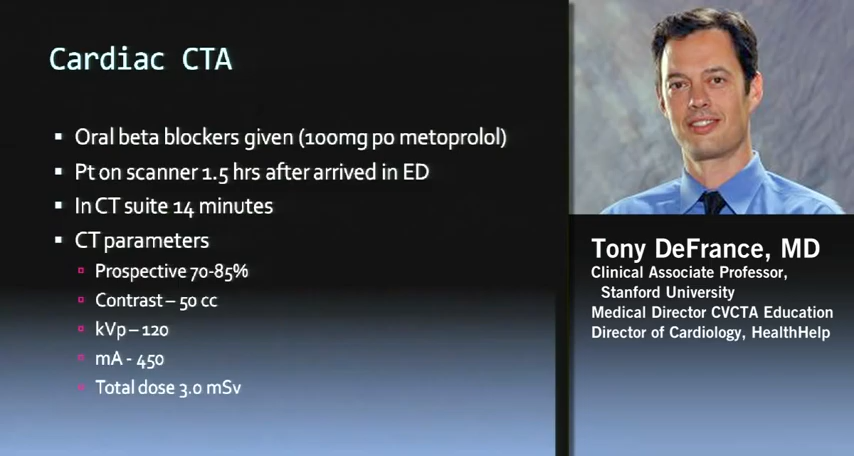 Cardiac CTA
▪ Oral beta blockers given (100mg po metoprolol)
▪ Pt on scanner 1.5 hrs after arrived in ED
▪ In CT suite 14 minutes
▪ CT parameters
▫ Prospective 70-85%
▫ Contrast – 50 cc
▫ kVp – 120
▫ mA - 450
▫ Total dose 3.0 mSv
Tony DeFrance, MD
Clinical Associate Professor,
Stanford University
Medical Director CVCTA Education
Director of Cardiology, HealthHelp